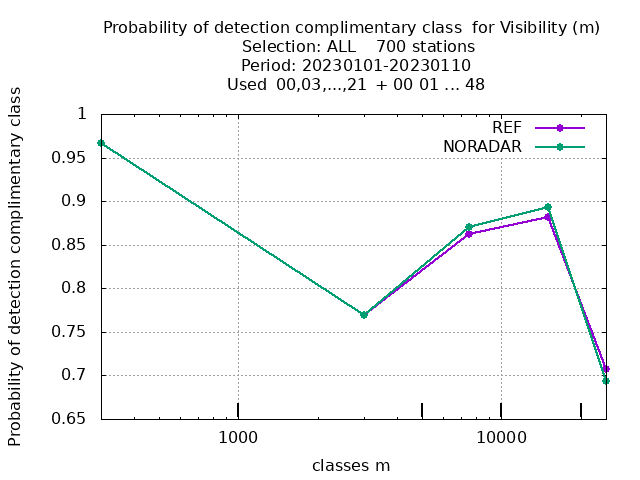 Probability of detection complimentary class  for Visibility (m)
Selection: ALL    700 stations
Period: 20230101-20230110
Used  00,03,...,21  + 00 01 ... 48
Probability of detection complimentary class
1
0.95
0.9
0.85
0.8
0.75
0.7
0.65
REF
NORADAR
1000
10000
classes m